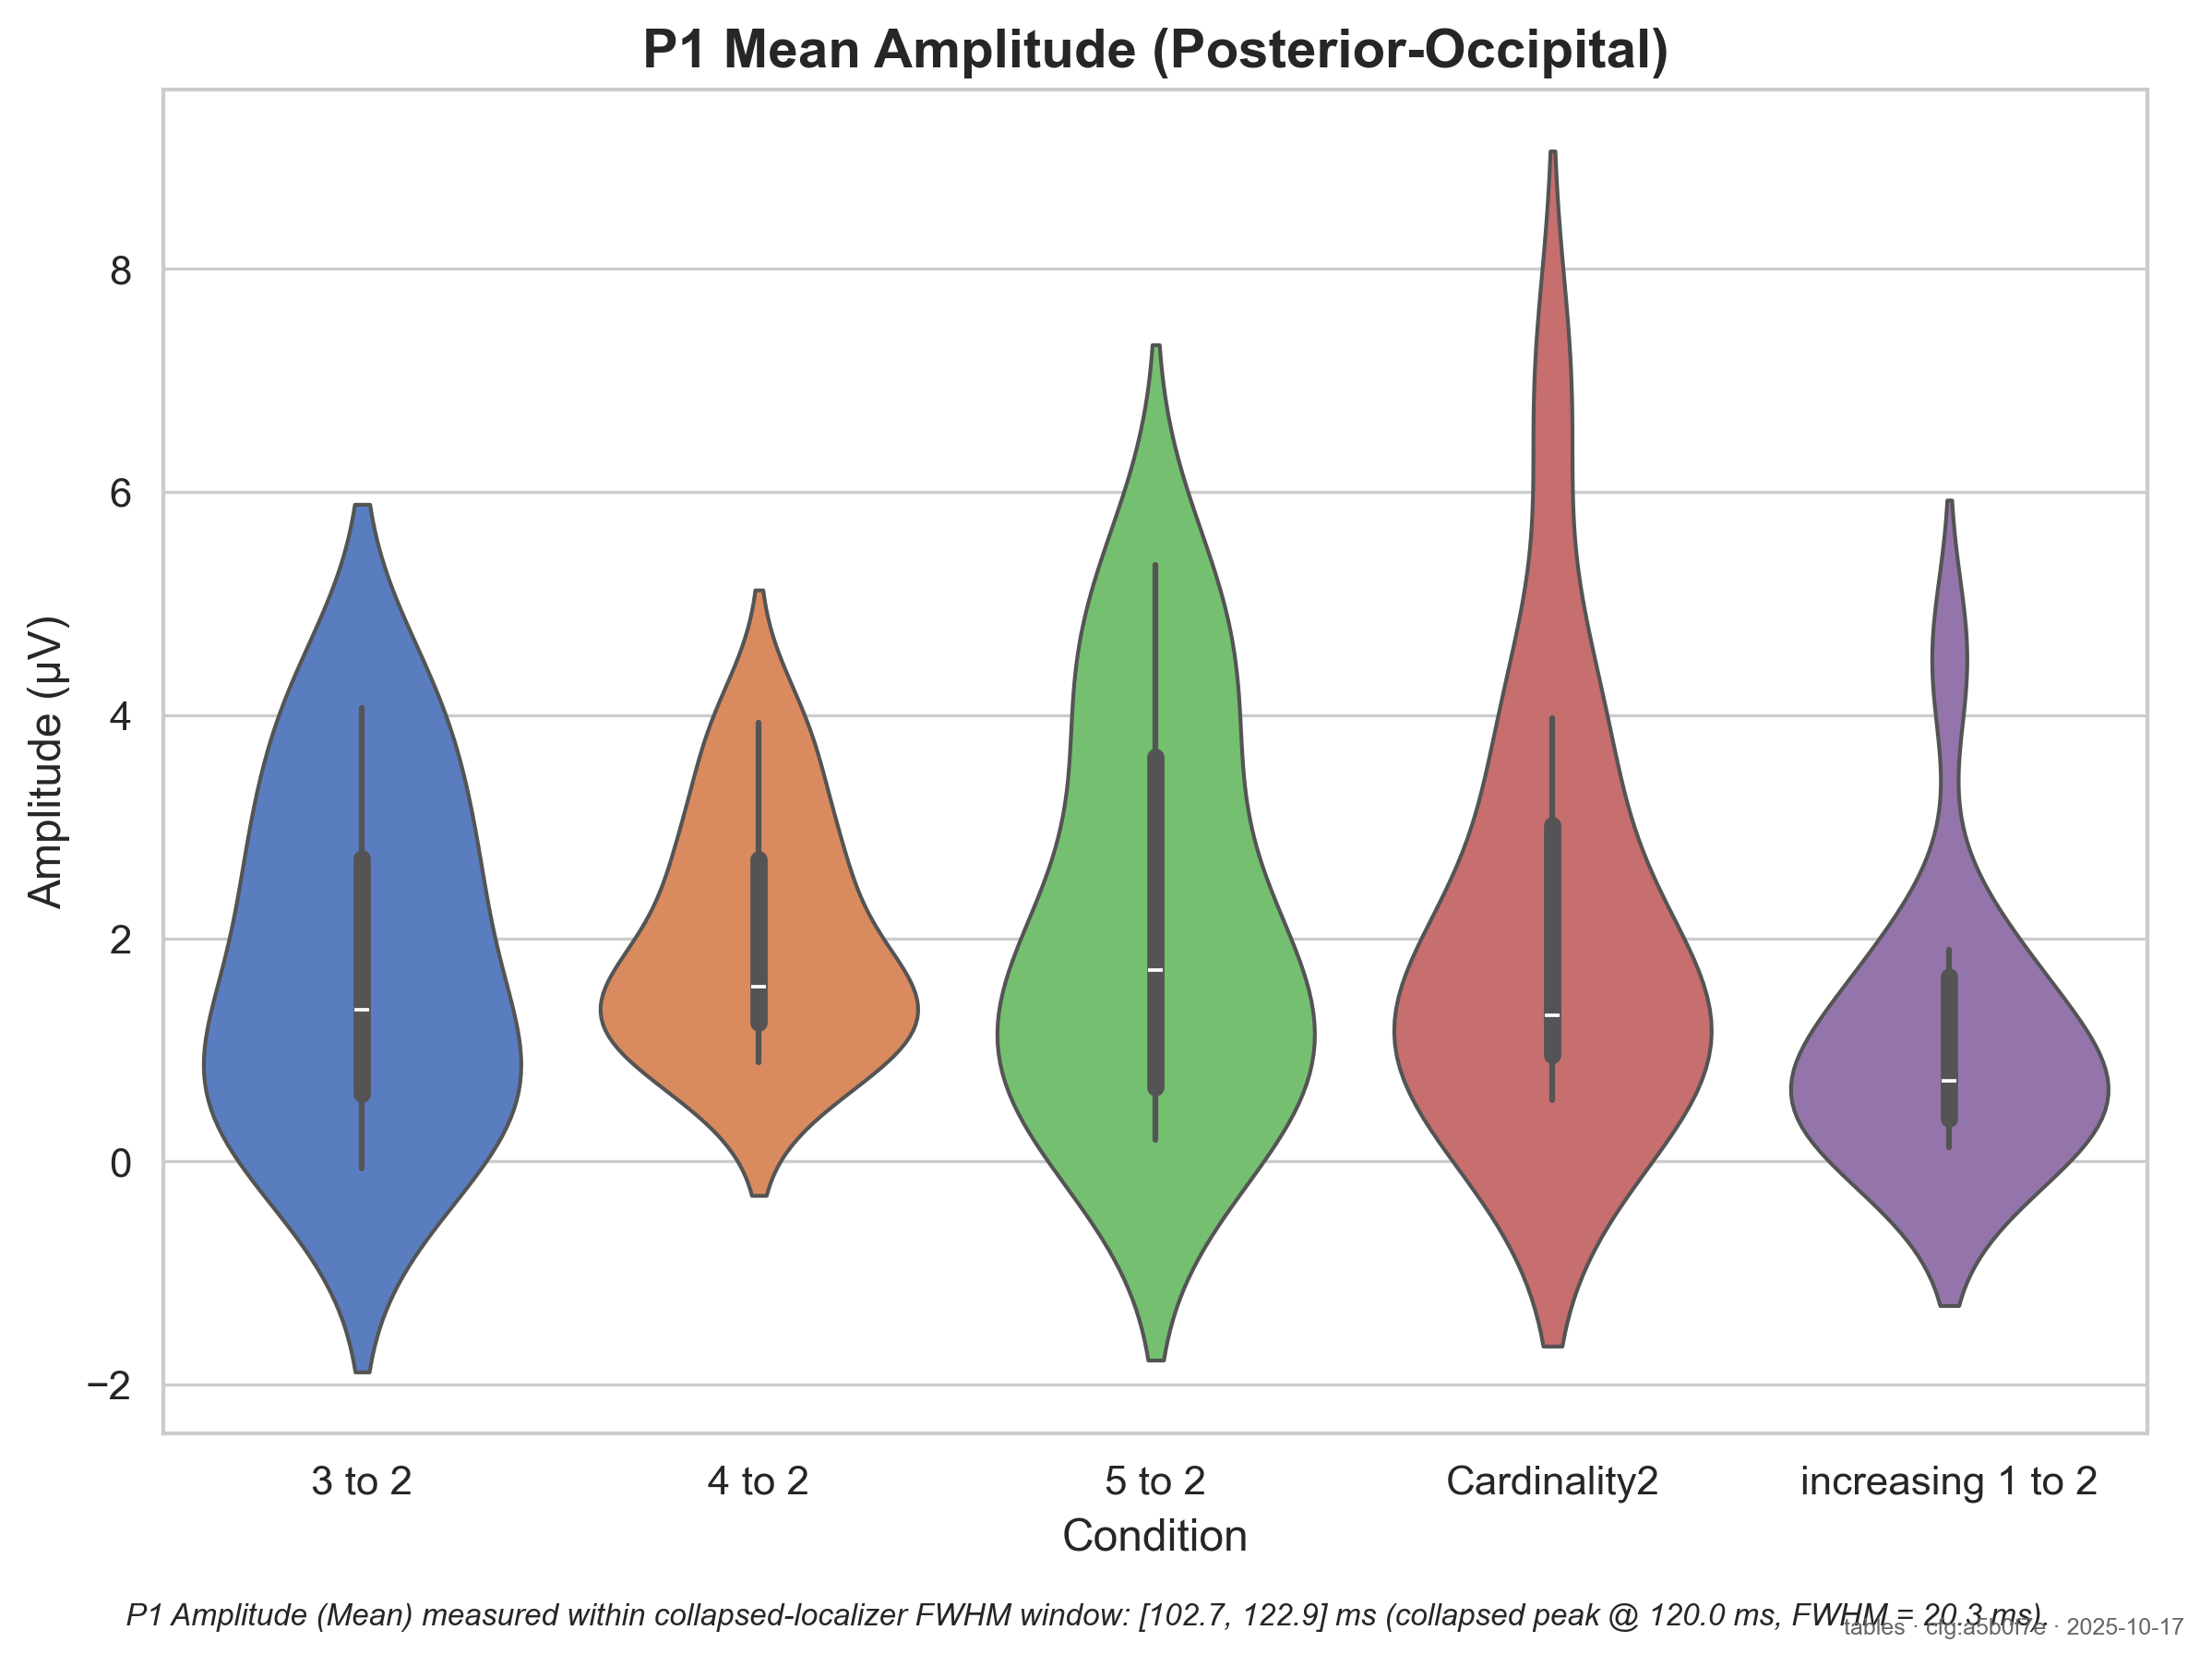 P1 Mean Amplitude (Posterior-Occipital)
Amplitude (µV)
8
6
4
2
0
−2
3 to 2
4 to 2
5 to 2
Cardinality2
increasing 1 to 2
Condition
P1 Amplitude (Mean) measured within collapsed-localizer FWHM window: [102.7, 122.9] ms (collapsed peak @ 120.0 ms, FWHM = 20.3 ms).
tables · cfg:a5b0f7e · 2025-10-17